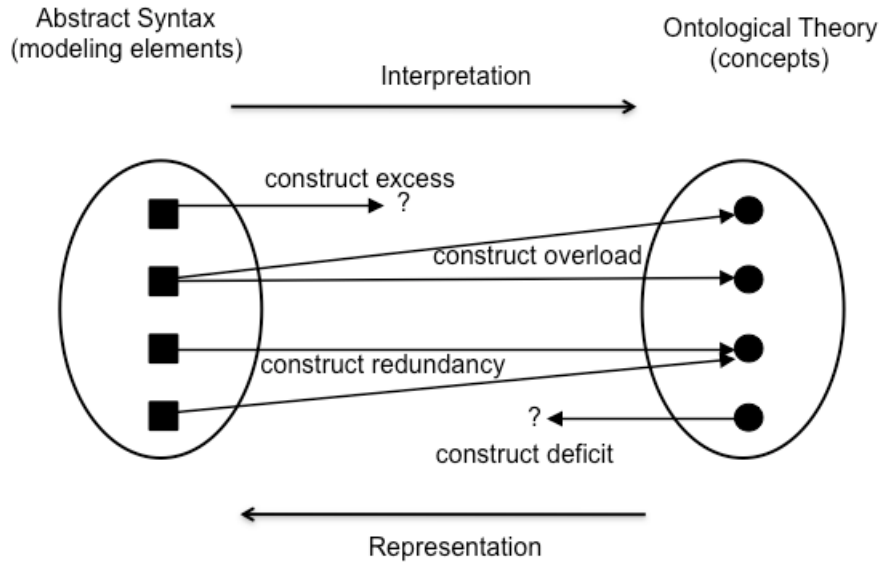 Abstract Syntax
(modeling elements)
Ontological Theory
(concepts)
Interpretation
construct excess
?
construct overload
construct redundancy
?
construct deficit
Representation